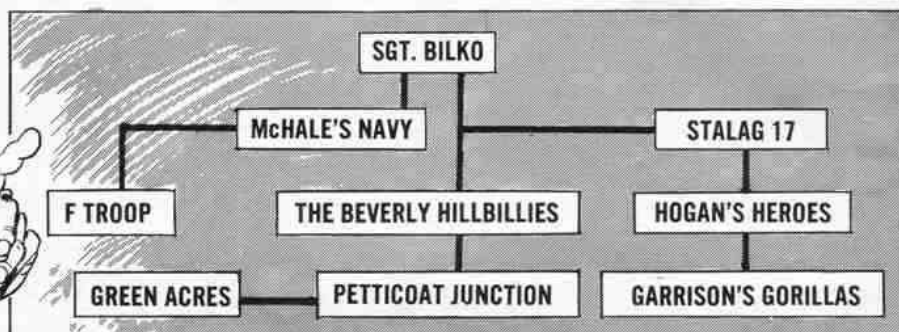 SGT. BILKO
McHALE'S NAVY
STALAG 17
F TROOP
THE BEVERLY HILLBILLIES
HOGAN'S HEROES
GREEN ACRES
PETTICOAT JUNCTION
GARRISON'S GORILLAS